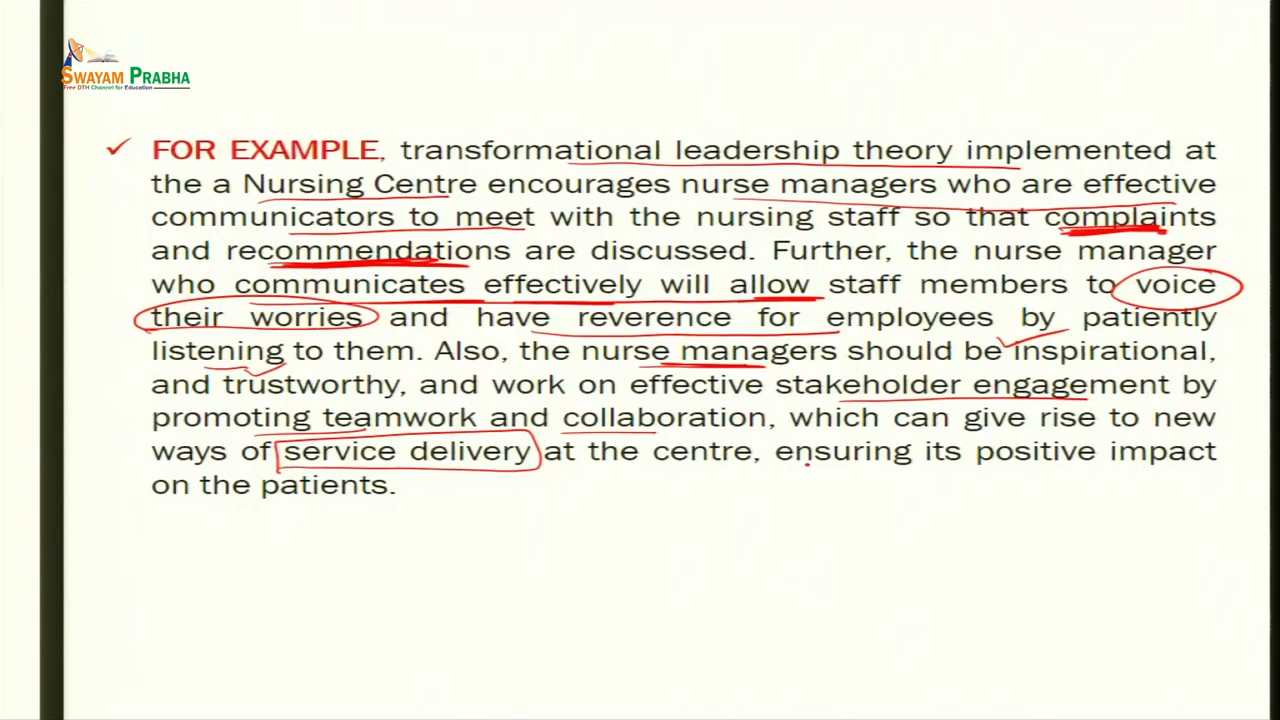 SWAYAM PRABHA
Free DTH Channel for Education
FOR EXAMPLE, transformational leadership theory implemented at
the a Nursing Centre encourages nurse managers who are effective
communicators to meet with the nursing staff so that complaints
and recommendations are discussed. Further, the nurse manager
who communicates effectively will allow staff members to voice
their worries and have reverence for employees by patiently
listening to them. Also, the nurse managers should be inspirational,
and trustworthy, and work on effective stakeholder engagement by
promoting teamwork and collaboration, which can give rise to new
ways of service delivery at the centre, ensuring its positive impact
on the patients.